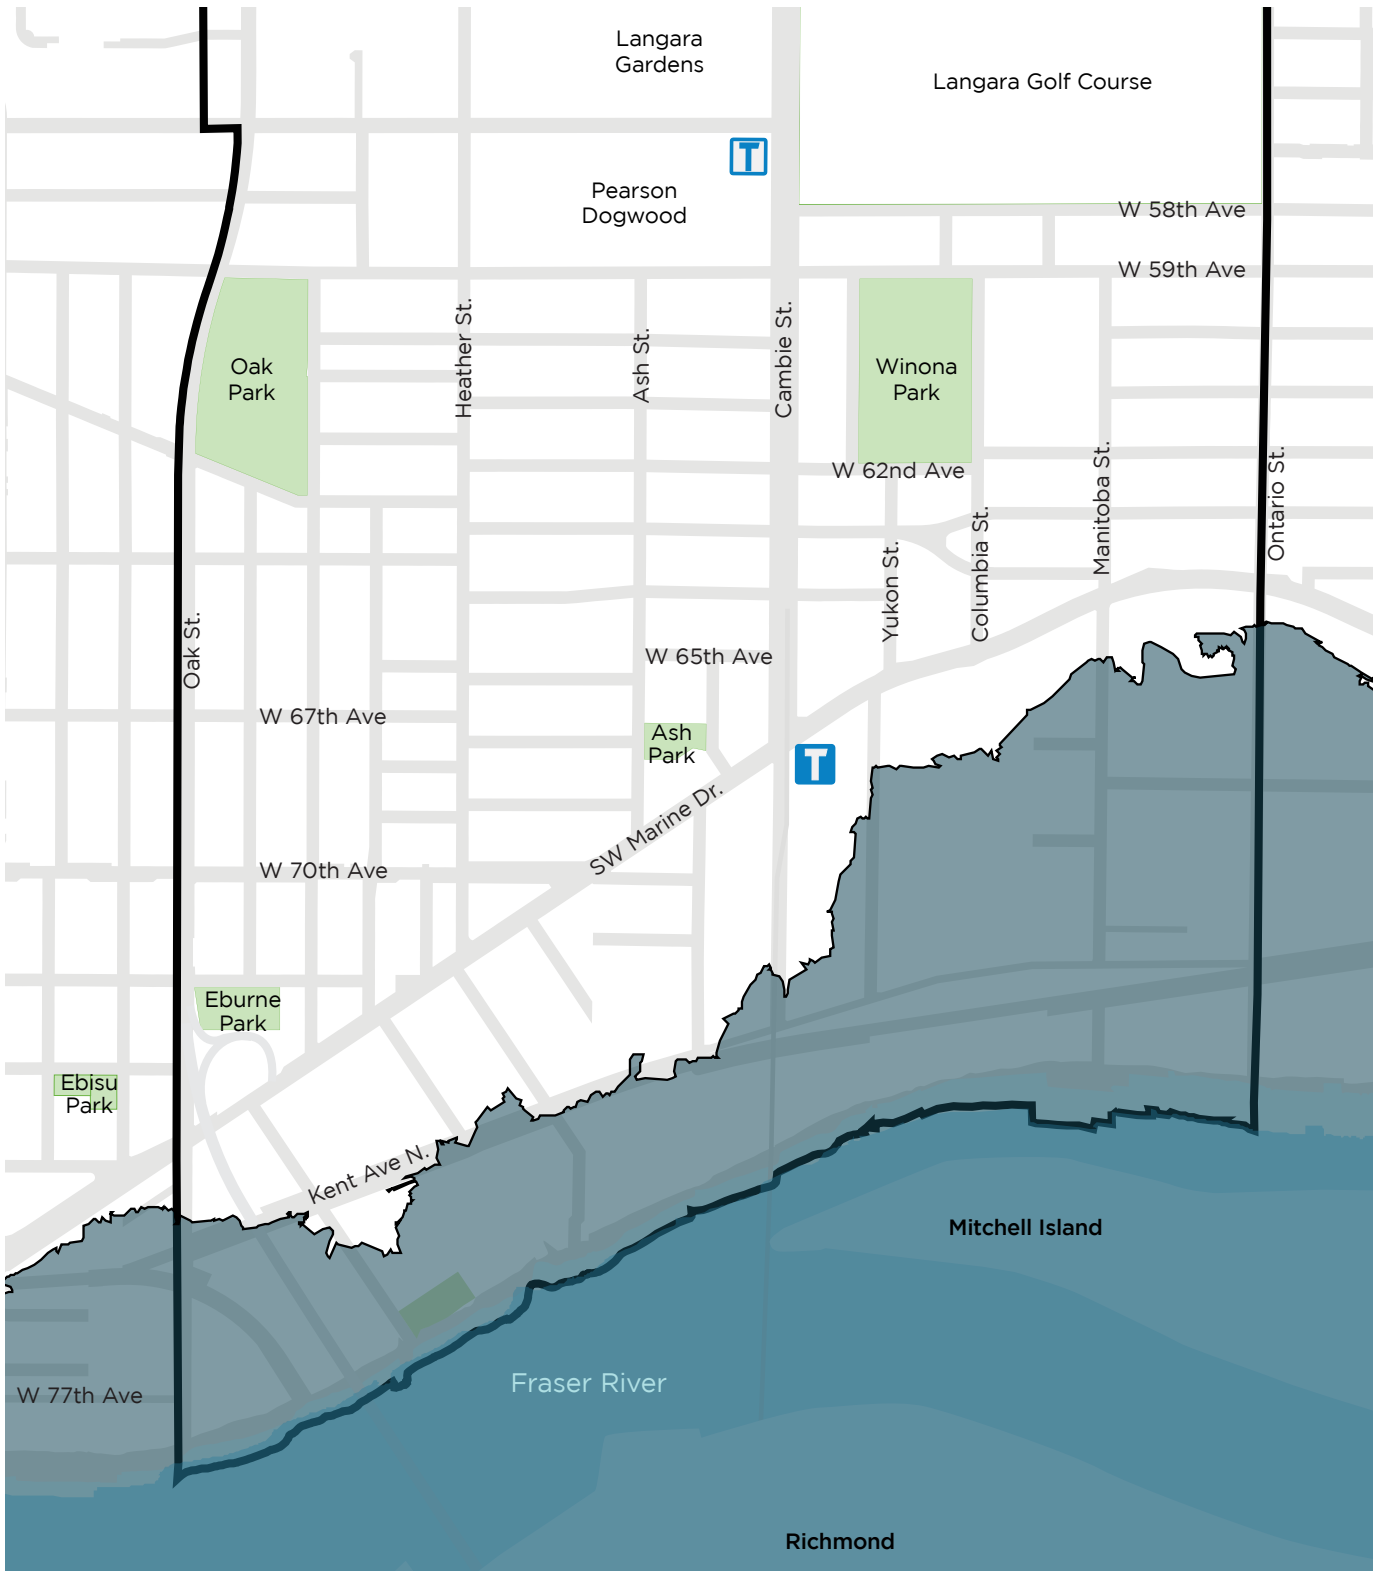 Langara
Gardens
Langara Golf Course
T
Pearson
Dogwood
W 58th Ave
W 59th Ave
Heather St.
Ash St.
Cambie St.
Oak
Park
Winona
Park
W 62nd Ave
Manitoba St.
Ontario St.
Columbia St.
Yukon St.
Oak St.
W 65th Ave
W 67th Ave
Ash
Park
T
SW Marine Dr.
W 70th Ave
Eburne
Park
Ebisu
Park
Kent Ave N.
Mitchell Island
Fraser River
W 77th Ave
Richmond